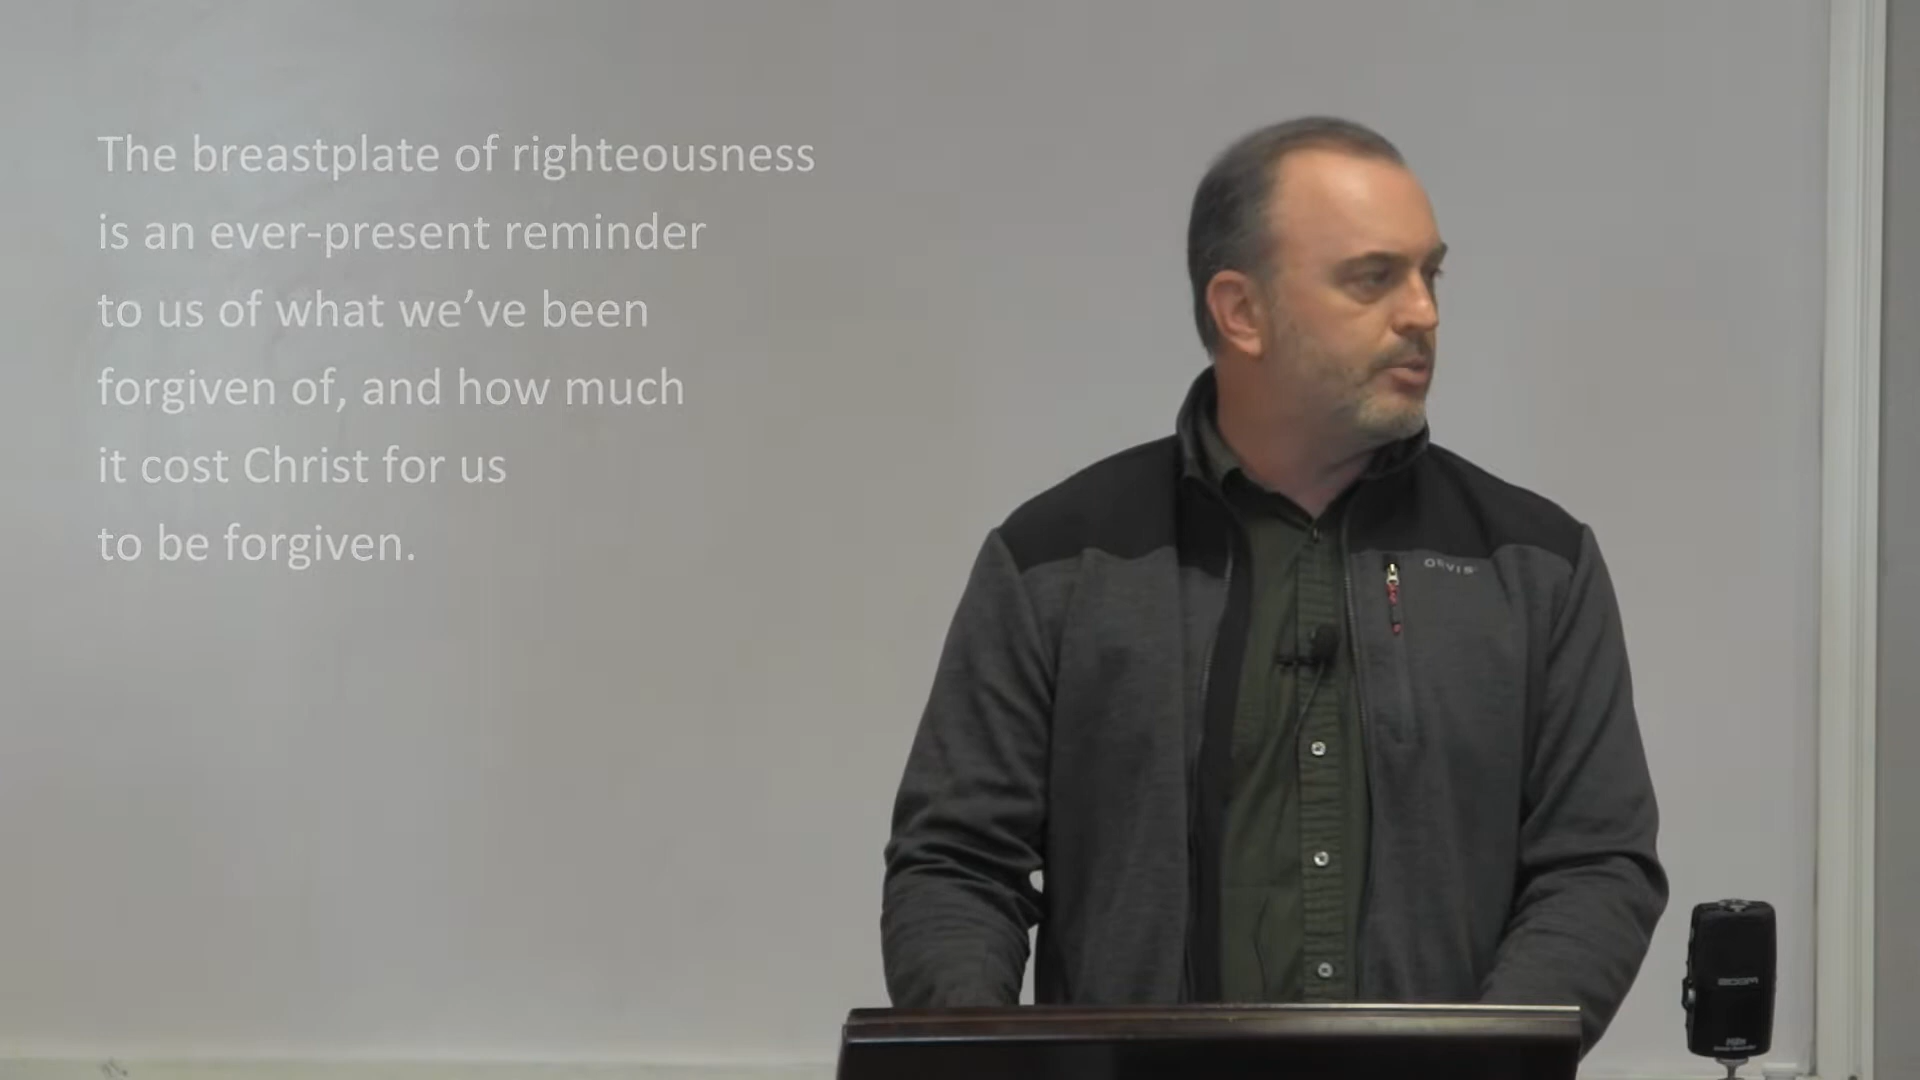 The breastplate of righteousness
is an ever-present reminder
to us of what we’ve been
forgiven of, and how much
it cost Christ for us
to be forgiven.
ORVIS
zoom